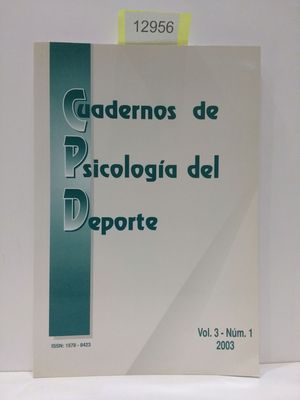 12956
Cuadernos de
Psicología del
Deporte
Vol. 3 - Núm. 1
2003
ISSN: 1578 - 8423